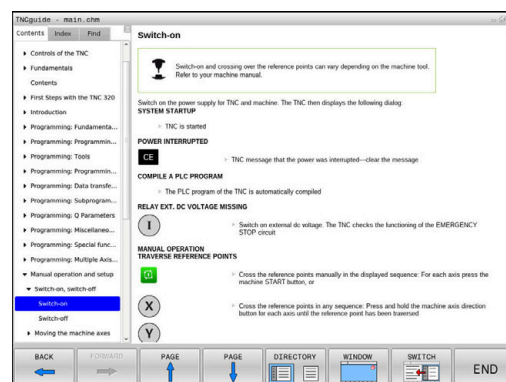 TNCguide - main.chm
Contents
Index
Find
Controls of the TNC
Fundamentals
Contents
First Steps with the TNC 320
Introduction
Programming: Fundamenta...
Programming: Programmin...
Programming: Tools
Programming: Programmin...
Programming: Data transfe...
Programming: Subprogram...
Programming: Q Parameters
Programming: Miscellaneo...
Programming: Special func...
Programming: Multiple Axis...
Manual operation and setup
Switch-on, switch-off
Switch-on
Switch-off
Moving the machine axes
Switch-on
Switch-on and crossing over the reference points can vary depending on the machine tool.
Refer to your machine manual.
Switch on the power supply for TNC and machine. The TNC then displays the following dialog:
SYSTEM STARTUP
TNC is started
POWER INTERRUPTED
CE
TNC message that the power was interrupted—clear the message
COMPILE A PLC PROGRAM
The PLC program of the TNC is automatically compiled
RELAY EXT. DC VOLTAGE MISSING
I
Switch on external dc voltage. The TNC checks the functioning of the EMERGENCY
STOP circuit
MANUAL OPERATION
TRAVERSE REFERENCE POINTS
Cross the reference points manually in the displayed sequence: For each axis press the
machine START button, or
X
Cross the reference points in any sequence: Press and hold the machine axis direction
button for each axis until the reference point has been traversed
Y
BACK
FORWARD
PAGE
PAGE
DIRECTORY
WINDOW
SWITCH
END